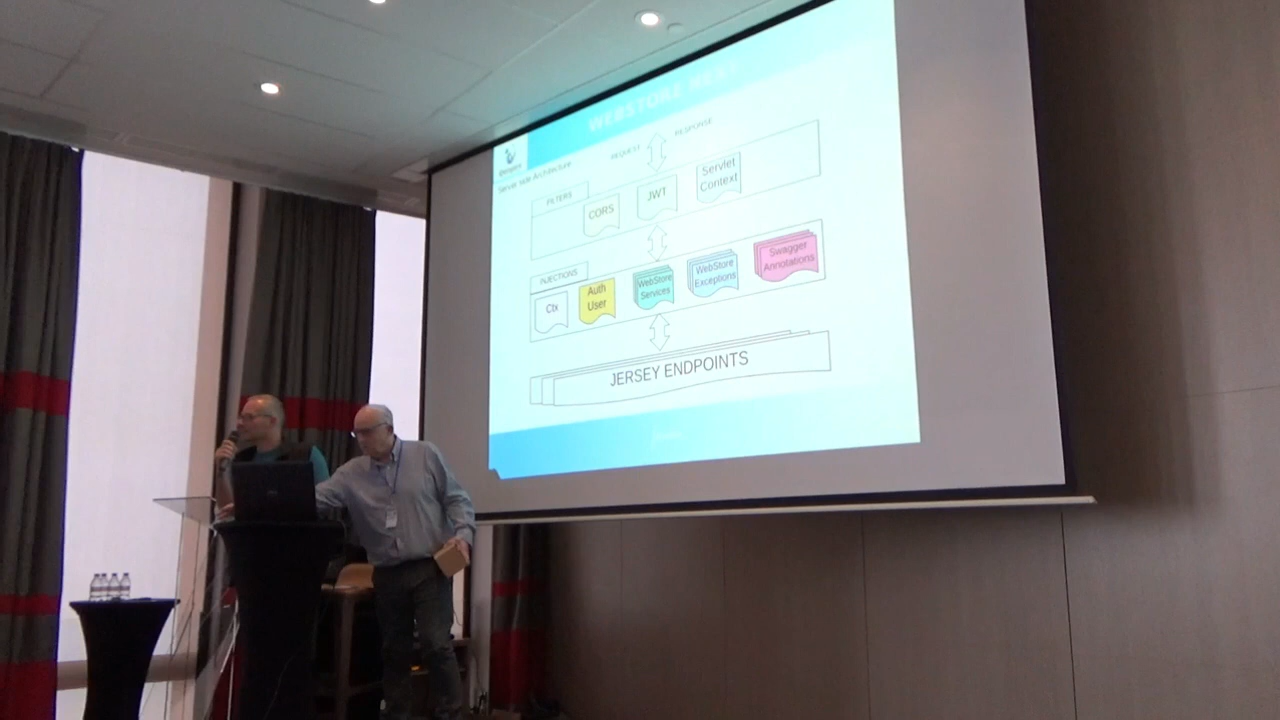 WEBSTORE NEXT
Server side Architecture
REQUEST
RESPONSE
FILTERS
CORS
JWT
Servlet
Context
INJECTIONS
Ctx
Auth
User
WebStore
Services
WebStore
Exceptions
Swagger
Annotations
JERSEY ENDPOINTS